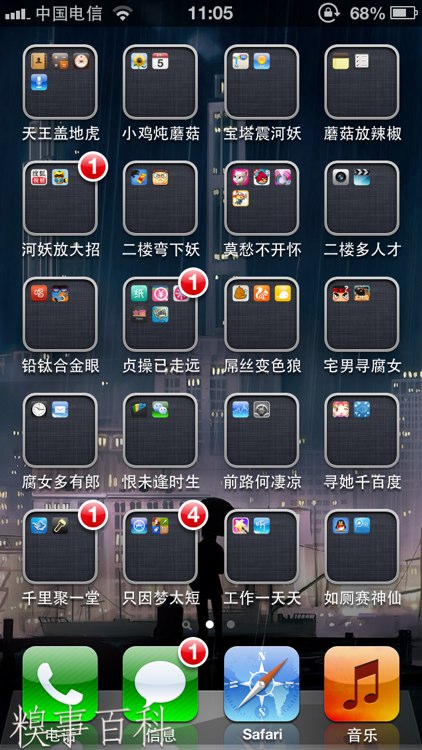 中国电信 11:05 68%
天王盖地虎 小鸡炖蘑菇 宝塔震河妖 蘑菇放辣椒
1
河妖放大招 二楼弯下妖 莫愁不开怀 二楼多人才
1
铅钛合金眼 贞操已走远 屌丝变色狼 宅男寻腐女
腐女多有郎 恨未逢时生 前路何凄凉 寻她千百度
1 4
千里聚一堂 只因梦太短 工作一天天 如厕赛神仙
1
电话 信息 Safari 音乐
糗事百科